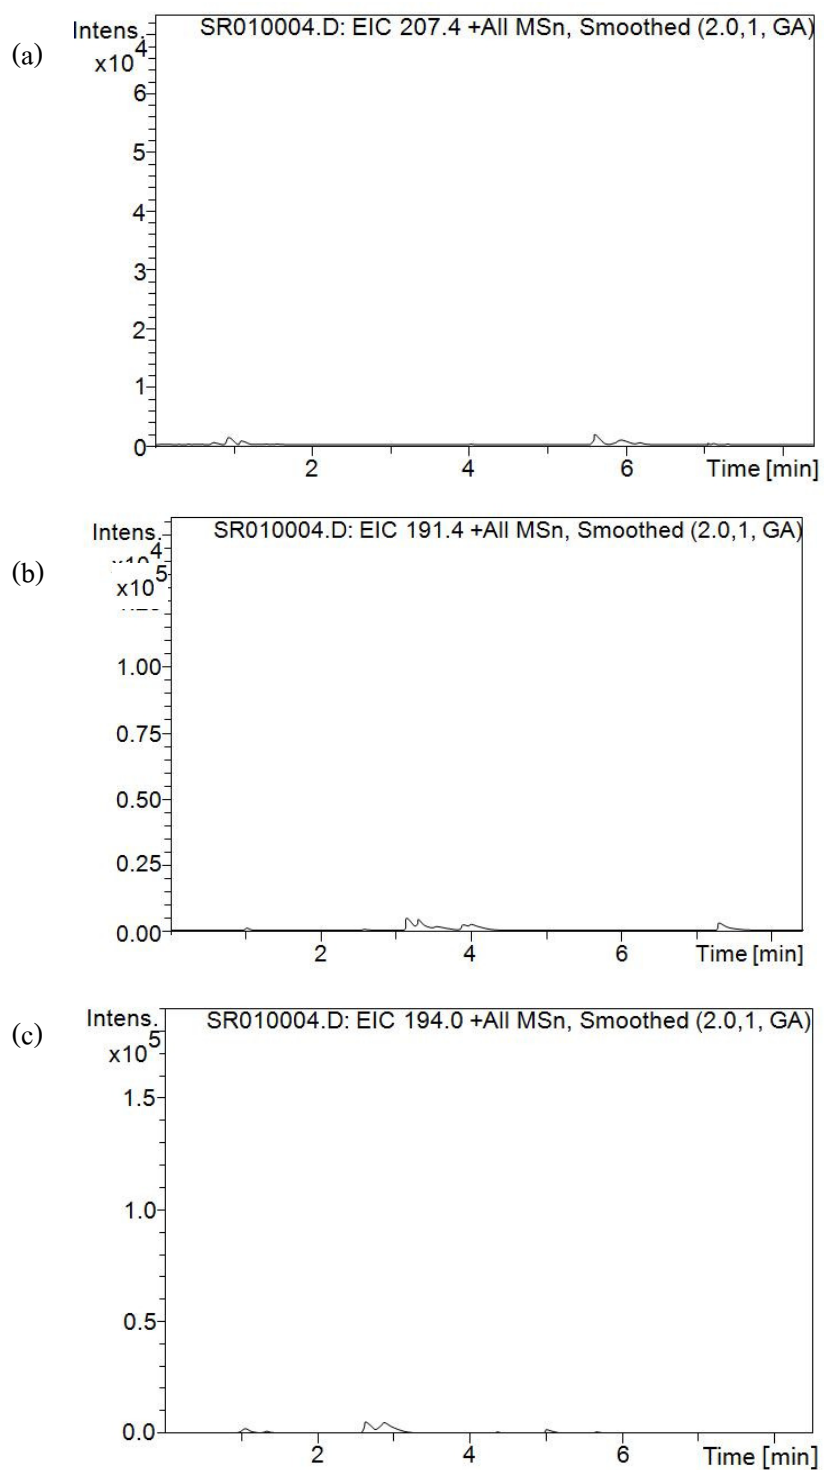 (a)
Intens.
SR010004.D: EIC 207.4 +All MSn, Smoothed (2.0,1, GA)
x10^4
6
5
4
3
2
1
0
2 4 6 Time [min]
(b)
Intens.
SR010004.D: EIC 191.4 +All MSn, Smoothed (2.0,1, GA)
x10^5
1.00
0.75
0.50
0.25
0.00
2 4 6 Time [min]
(c)
Intens.
SR010004.D: EIC 194.0 +All MSn, Smoothed (2.0,1, GA)
x10^5
1.5
1.0
0.5
0.0
2 4 6 Time [min]